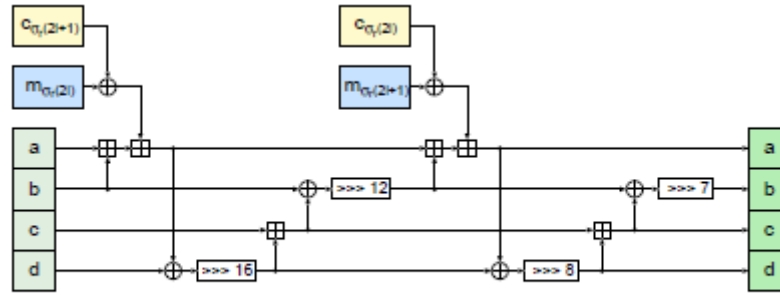 cσr(2i+1) cσr(2i)
mσr(2i) mσr(2i+1)
a a
b >>> 12 >>> 7 b
c c
d >>> 16 >>> 8 d